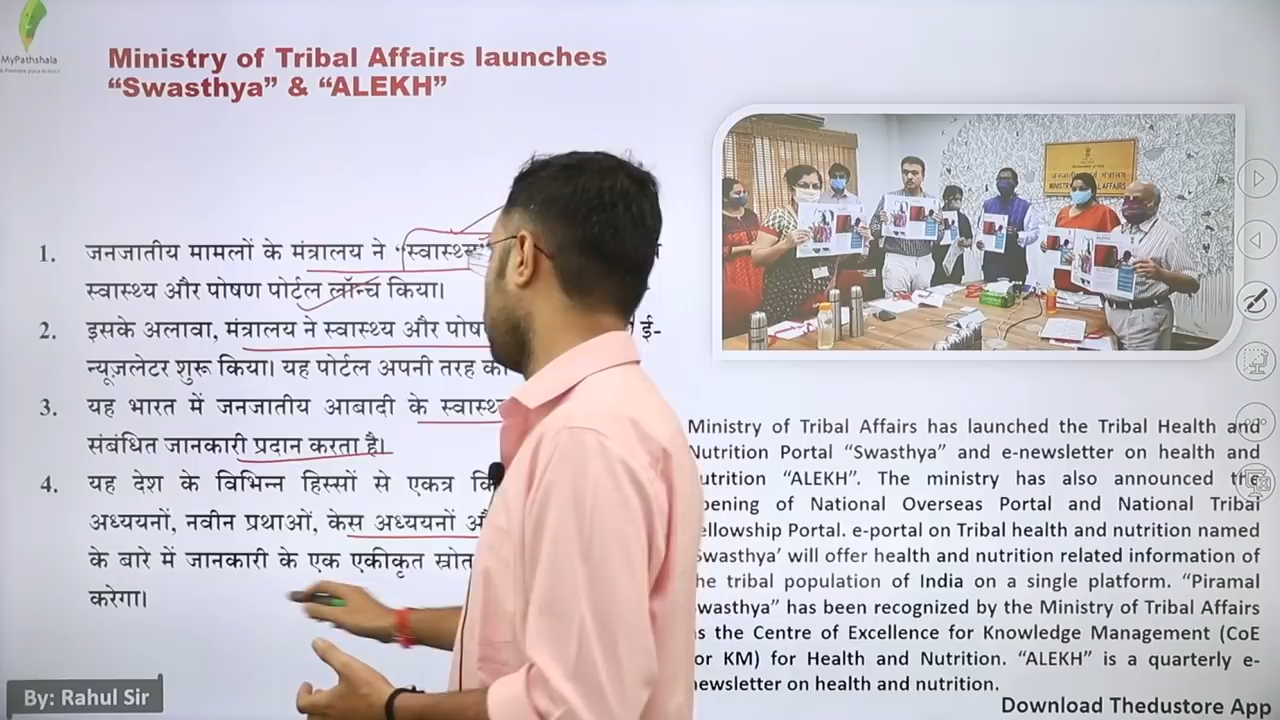 MyPathshala
Ministry of Tribal Affairs launches
“Swasthya” & “ALEKH”
1. जनजातीय मामलों के मंत्रालय ने “स्वास्थ्य”
स्वास्थ्य और पोषण पोर्टल लॉन्च किया।
2. इसके अलावा, मंत्रालय ने स्वास्थ्य और ई-
न्यूज़लेटर शुरू किया। यह पोर्टल अपनी तरह
3. यह भारत में जनजातीय आबादी के
संबंधित जानकारी प्रदान करता है।
4. यह देश के विभिन्न हिस्सों से एकत्र
अध्ययनों, नवीन प्रथाओं, केस अध्ययनों
के बारे में जानकारी के एक एकीकृत स्रोत
करेगा।
By: Rahul Sir
Ministry of Tribal Affairs has launched the Tribal Health and
Nutrition Portal “Swasthya” and e-newsletter on health and
nutrition “ALEKH”. The ministry has also announced the
opening of National Overseas Portal and National Tribal
Fellowship Portal. e-portal on Tribal health and nutrition named
‘Swasthya’ will offer health and nutrition related information of
the tribal population of India on a single platform. “Piramal
Swasthya” has been recognized by the Ministry of Tribal Affairs
as the Centre of Excellence for Knowledge Management (CoE
for KM) for Health and Nutrition. “ALEKH” is a quarterly e-
newsletter on health and nutrition.
Download Thedustore App